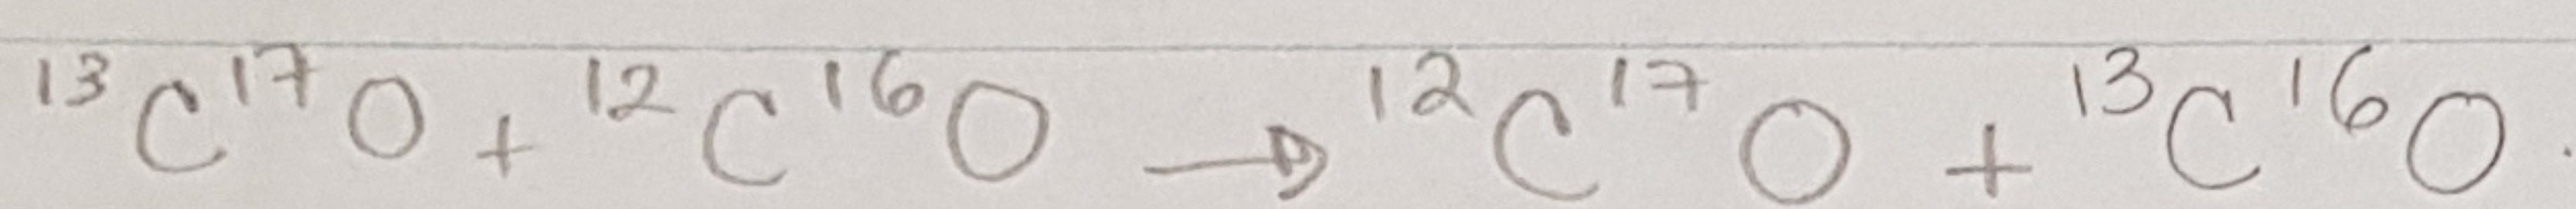 ¹³C¹⁷O + ¹²C¹⁶O → ¹²C¹⁷O + ¹³C¹⁶O.